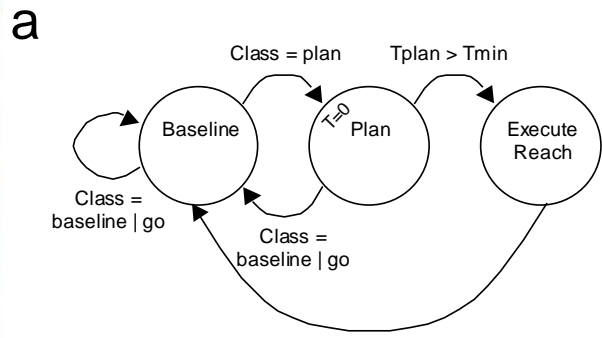 a
Class = plan
Tplan > Tmin
T=0
Baseline
Plan
Execute
Reach
Class =
baseline | go
Class =
baseline | go